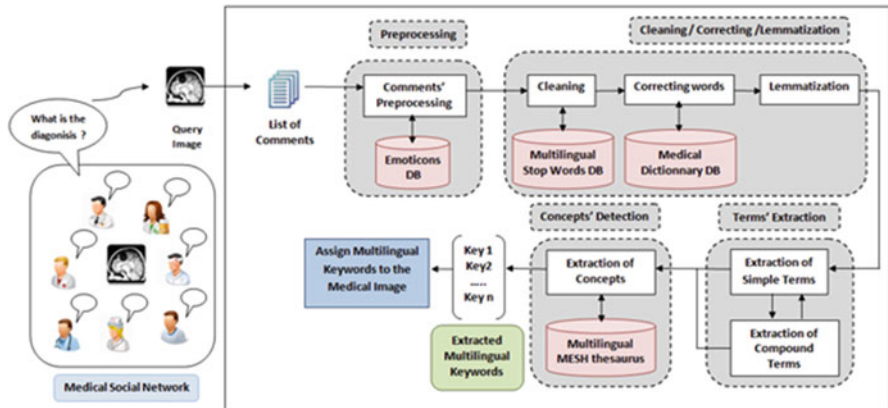 Preprocessing
Cleaning / Correcting /Lemmatization
What is the
diagonisis ?
Query
Image
List of
Comments
Comments'
Preprocessing
Emoticons
DB
Cleaning
Correcting words
Lemmatization
Multilingual
Stop Words DB
Medical
Dictionnary DB
Concepts' Detection
Terms' Extraction
Assign Multilingual
Keywords to the
Medical Image
Key 1
Key2
.....
Key n
Extraction of
Concepts
Extraction of
Simple Terms
Extracted
Multilingual
Keywords
Multilingual
MESH thesaurus
Extraction of
Compound
Terms
Medical Social Network